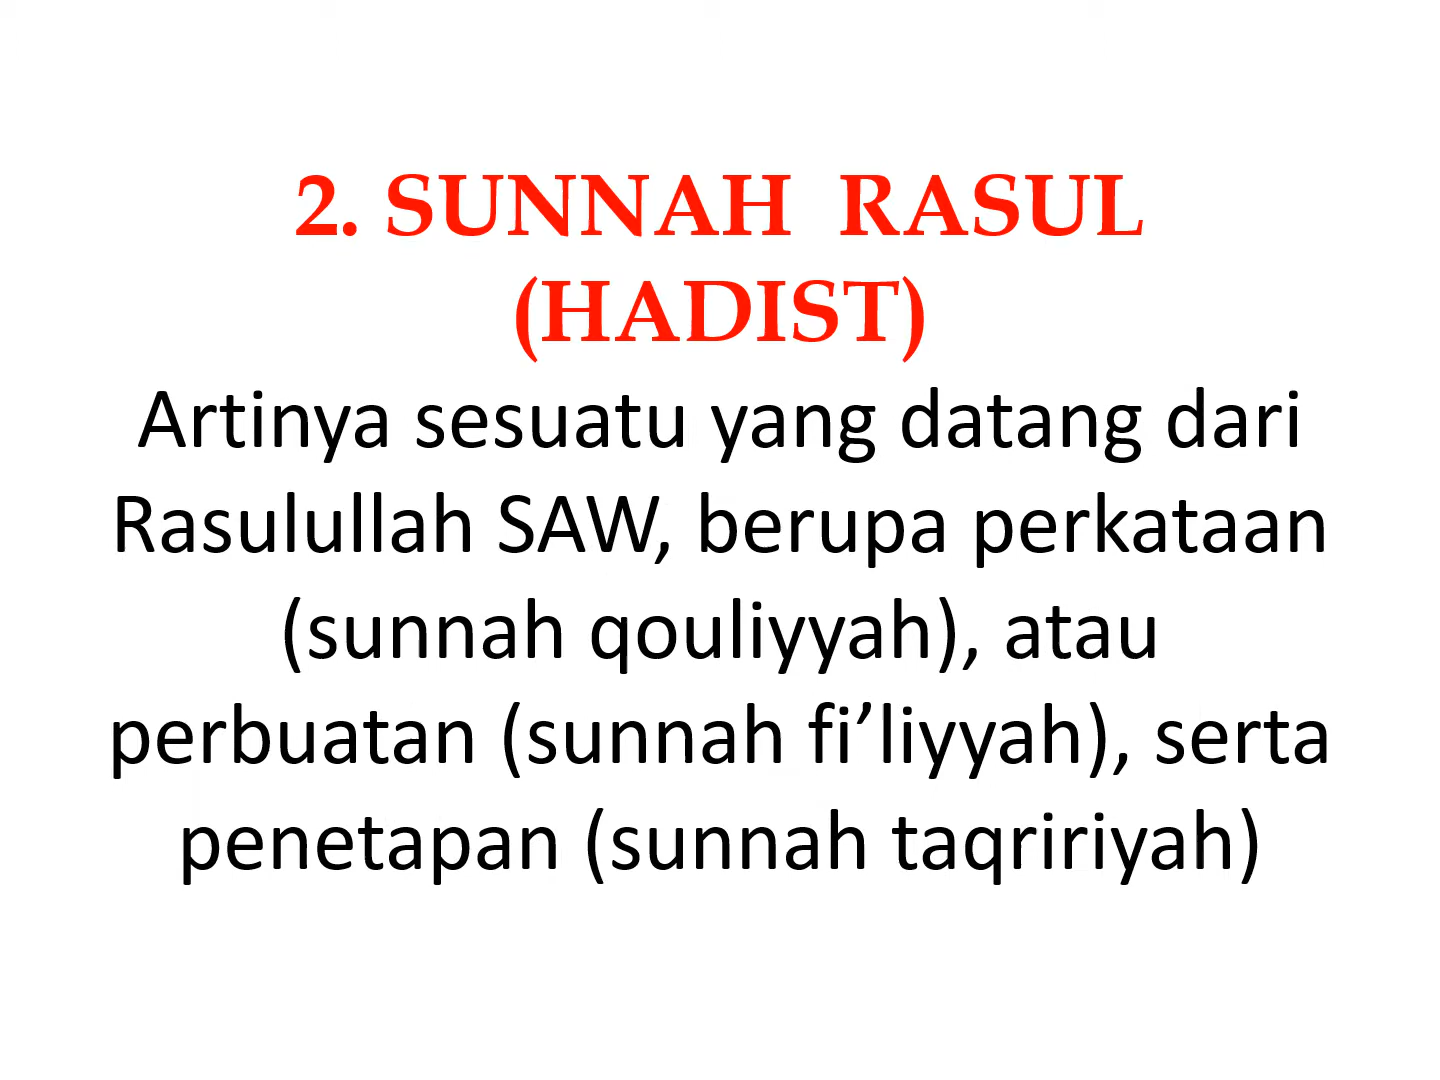 2. SUNNAH RASUL
(HADIST)
Artinya sesuatu yang datang dari
Rasulullah SAW, berupa perkataan
(sunnah qouliyyah), atau
perbuatan (sunnah fi’liyyah), serta
penetapan (sunnah taqririyah)